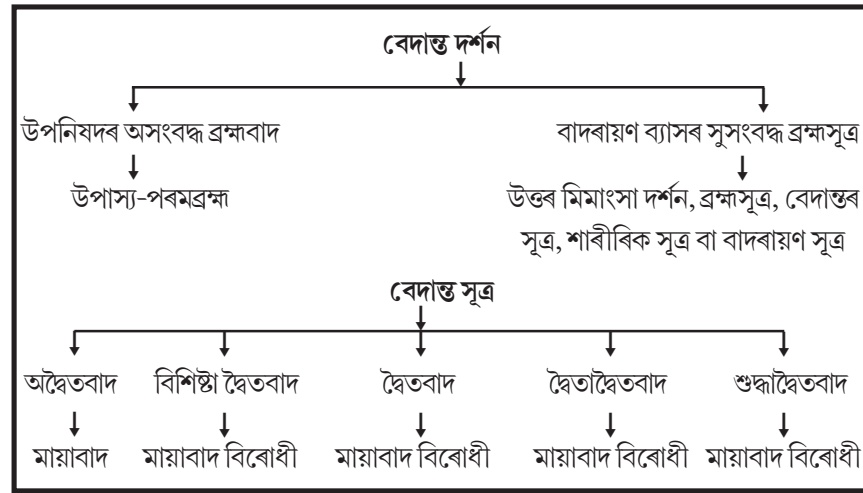 বেদান্ত দৰ্শন
উপনিষদৰ অসংবদ্ধ ব্ৰহ্মবাদ
বাদৰায়ণ ব্যাসৰ সুসংবদ্ধ ব্ৰহ্মসূত্ৰ
উপাস্য-পৰমব্ৰহ্ম
উত্তৰ মিমাংসা দৰ্শন, ব্ৰহ্মসূত্ৰ, বেদান্তৰ
সূত্ৰ, শাৰীৰিক সূত্ৰ বা বাদৰায়ণ সূত্ৰ
বেদান্ত সূত্ৰ
অদ্বৈতবাদ বিশিষ্টা দ্বৈতবাদ দ্বৈতবাদ দ্বৈতাদ্বৈতবাদ শুদ্ধাদ্বৈতবাদ
মায়াবাদ মায়াবাদ বিৰোধী মায়াবাদ বিৰোধী মায়াবাদ বিৰোধী মায়াবাদ বিৰোধী